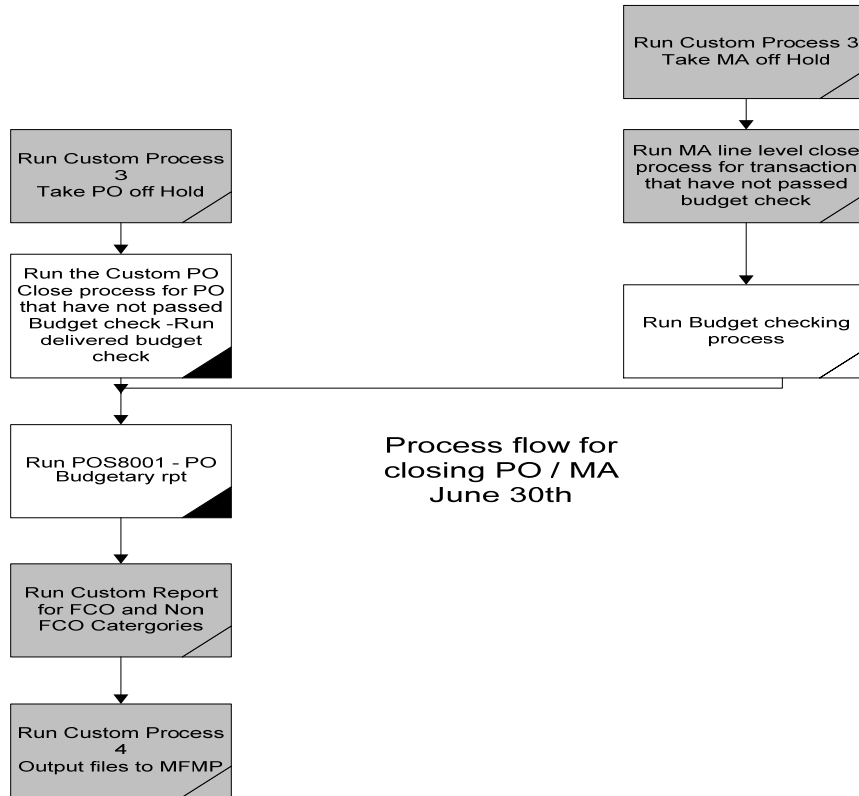 Run Custom Process 3
Take MA off Hold
Run Custom Process
3
Take PO off Hold
Run MA line level close
process for transaction
that have not passed
budget check
Run the Custom PO
Close process for PO
that have not passed
Budget check -Run
delivered budget
check
Run Budget checking
process
Run POS8001 - PO
Budgetary rpt
Process flow for
closing PO / MA
June 30th
Run Custom Report
for FCO and Non
FCO Catergories
Run Custom Process
4
Output files to MFMP